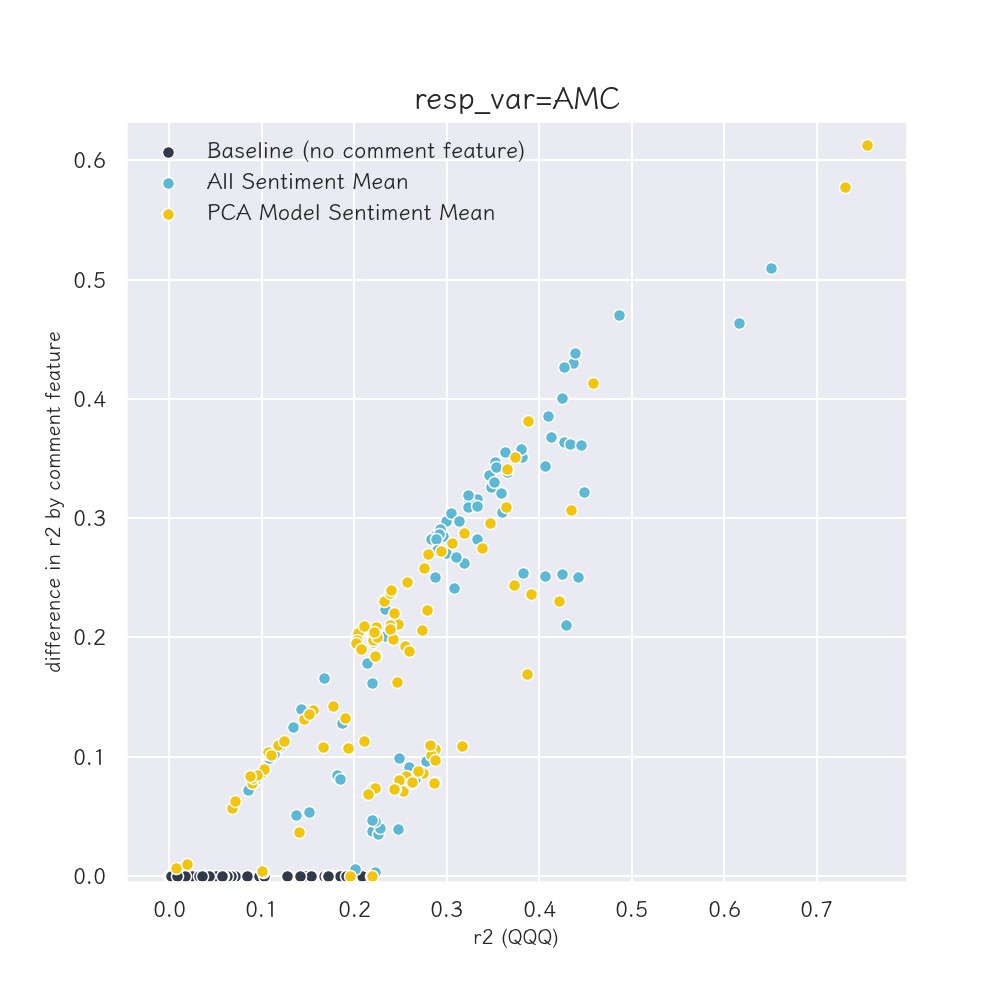 resp_var=AMC
Baseline (no comment feature)
All Sentiment Mean
PCA Model Sentiment Mean
difference in r2 by comment feature
0.6
0.5
0.4
0.3
0.2
0.1
0.0
0.0 0.1 0.2 0.3 0.4 0.5 0.6 0.7
r2 (QQQ)